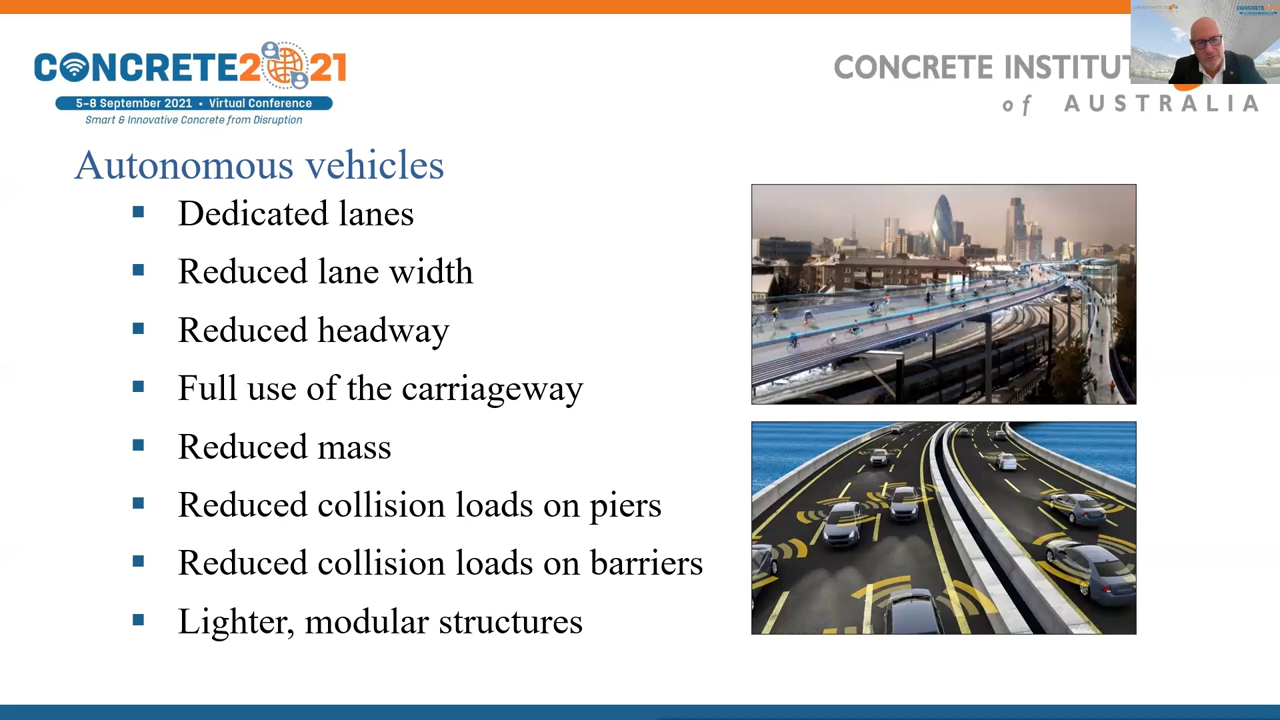 CONCRETE2021
5-8 September 2021 • Virtual Conference
Smart & Innovative Concrete from Disruption
CONCRETE INSTITUT
of AUSTRALIA
Autonomous vehicles
Dedicated lanes
Reduced lane width
Reduced headway
Full use of the carriageway
Reduced mass
Reduced collision loads on piers
Reduced collision loads on barriers
Lighter, modular structures